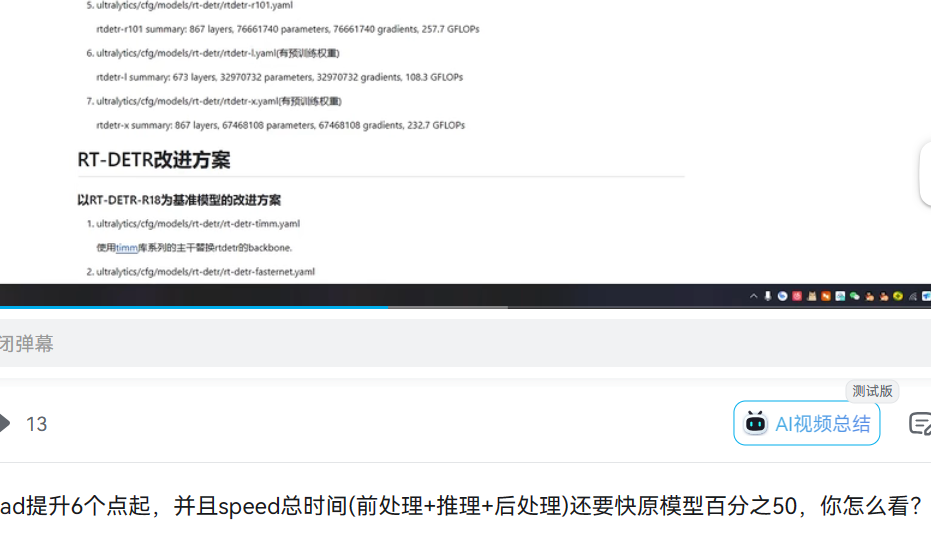 5. ultralytics/cfg/models/rt-detr/rtdetr-r101.yaml
rtdetr-r101 summary: 867 layers, 76661740 parameters, 76661740 gradients, 257.7 GFLOPs
6. ultralytics/cfg/models/rt-detr/rtdetr-l.yaml(有预训练权重)
rtdetr-l summary: 673 layers, 32970732 parameters, 32970732 gradients, 108.3 GFLOPs
7. ultralytics/cfg/models/rt-detr/rtdetr-x.yaml(有预训练权重)
rtdetr-x summary: 867 layers, 67468108 parameters, 67468108 gradients, 232.7 GFLOPs
RT-DETR改进方案
以RT-DETR-R18为基准模型的改进方案
1. ultralytics/cfg/models/rt-detr/rt-detr-timm.yaml
使用timm库系列的主干替换rtdetr的backbone.
2. ultralytics/cfg/models/rt-detr/rt-detr-fasternet.yaml
闭弹幕
测试版
13
AI视频总结
ad提升6个点起，并且speed总时间(前处理+推理+后处理)还要快原模型百分之50，你怎么看？